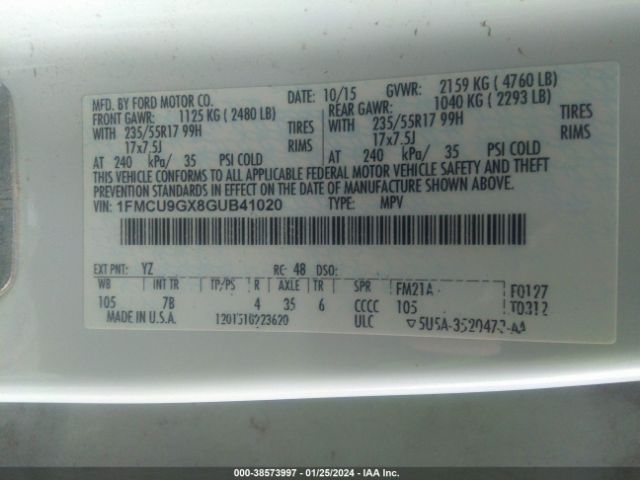 MFD. BY FORD MOTOR CO. DATE: 10/15 GVWR: 2159 KG ( 4760 LB)
FRONT GAWR: 1125 KG ( 2480 LB) REAR GAWR: 1040 KG ( 2293 LB)
WITH 235/55R17 99H TIRES WITH 235/55R17 99H TIRES
17x7.5J RIMS 17x7.5J RIMS
AT 240 kPa/ 35 PSI COLD AT 240 kPa/ 35 PSI COLD
THIS VEHICLE CONFORMS TO ALL APPLICABLE FEDERAL MOTOR VEHICLE SAFETY AND THEFT
PREVENTION STANDARDS IN EFFECT ON THE DATE OF MANUFACTURE SHOWN ABOVE.
VIN: 1FMCU9GX8GUB41020 TYPE: MPV
EXT PNT: YZ RC: 48 DSO:
WB INT TR TP/PS R AXLE TR SPR FM21A F0127
105 7B 4 35 6 CCCC 105 T0312
MADE IN U.S.A. ULC
000-38573997 - 01/25/2024 - IAA Inc.